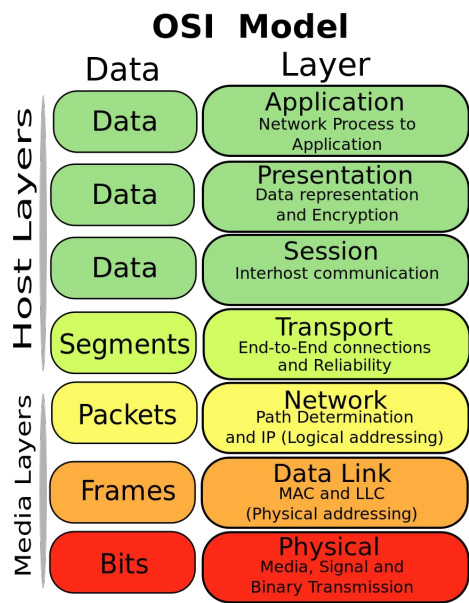 OSI Model
Data Layer
Host Layers
Data
Application
Network Process to
Application
Data
Presentation
Data representation
and Encryption
Data
Session
Interhost communication
Segments
Transport
End-to-End connections
and Reliability
Media Layers
Packets
Network
Path Determination
and IP (Logical addressing)
Frames
Data Link
MAC and LLC
(Physical addressing)
Bits
Physical
Media, Signal and
Binary Transmission